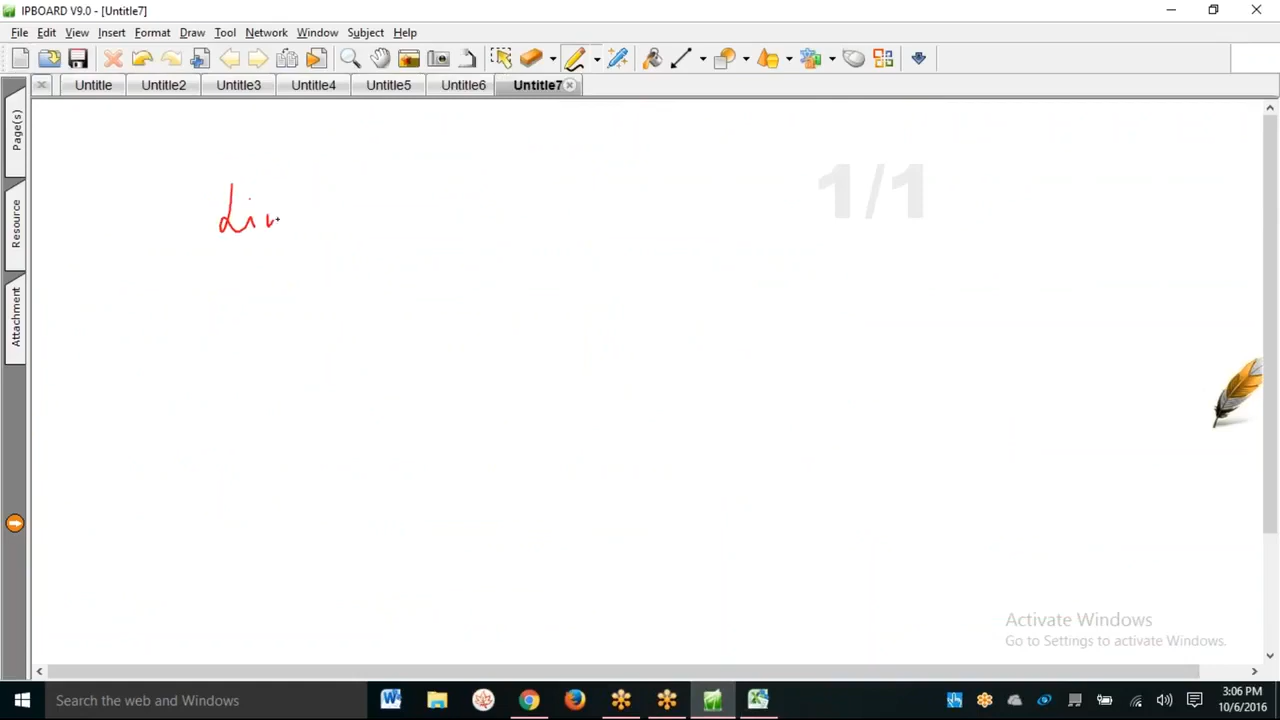 IPBOARD V9.0 - [Untitle7]
File Edit View Insert Format Draw Tool Network Window Subject Help
Untitle Untitle2 Untitle3 Untitle4 Untitle5 Untitle6 Untitle7
Page(s)
Resource
Attachment
1/1
Activate Windows
Go to Settings to activate Windows.
Search the web and Windows
3:06 PM
10/6/2016